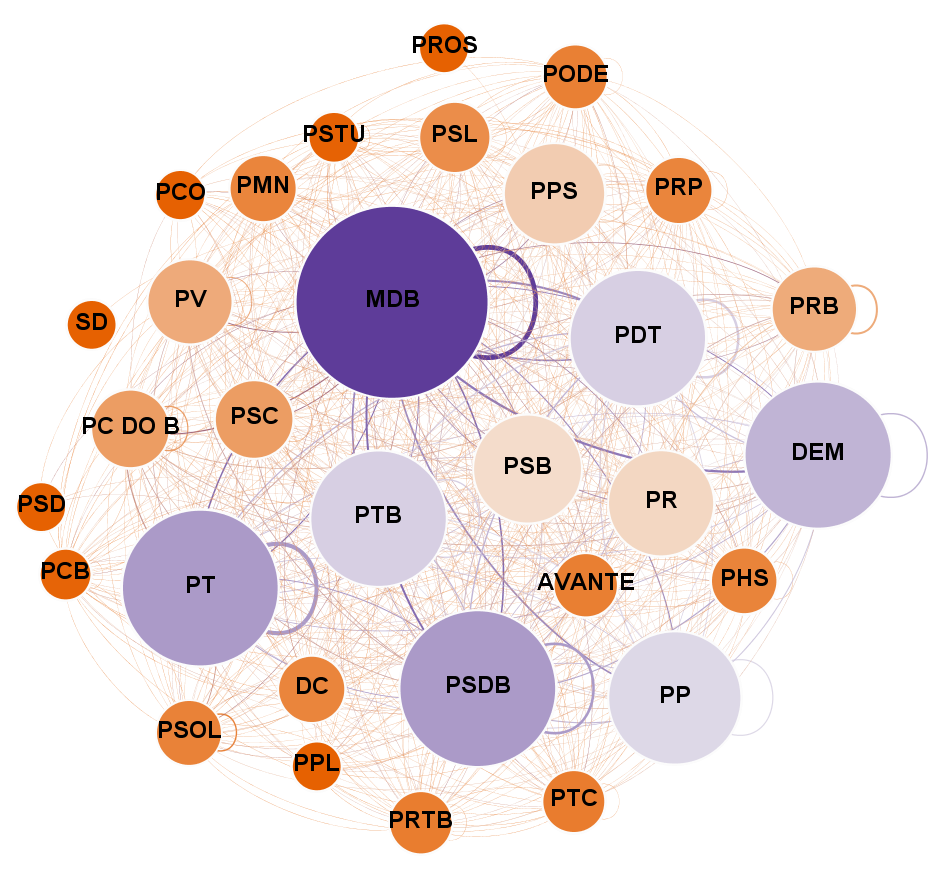 PROS
PODE
PSTU
PSL
PMN
PCO
PPS
PRP
MDB
PV
PRB
SD
PDT
PSC
PC DO B
DEM
PSB
PR
PSD
PTB
PCB
PT
AVANTE
PHS
DC
PSDB
PP
PSOL
PPL
PTC
PRTB